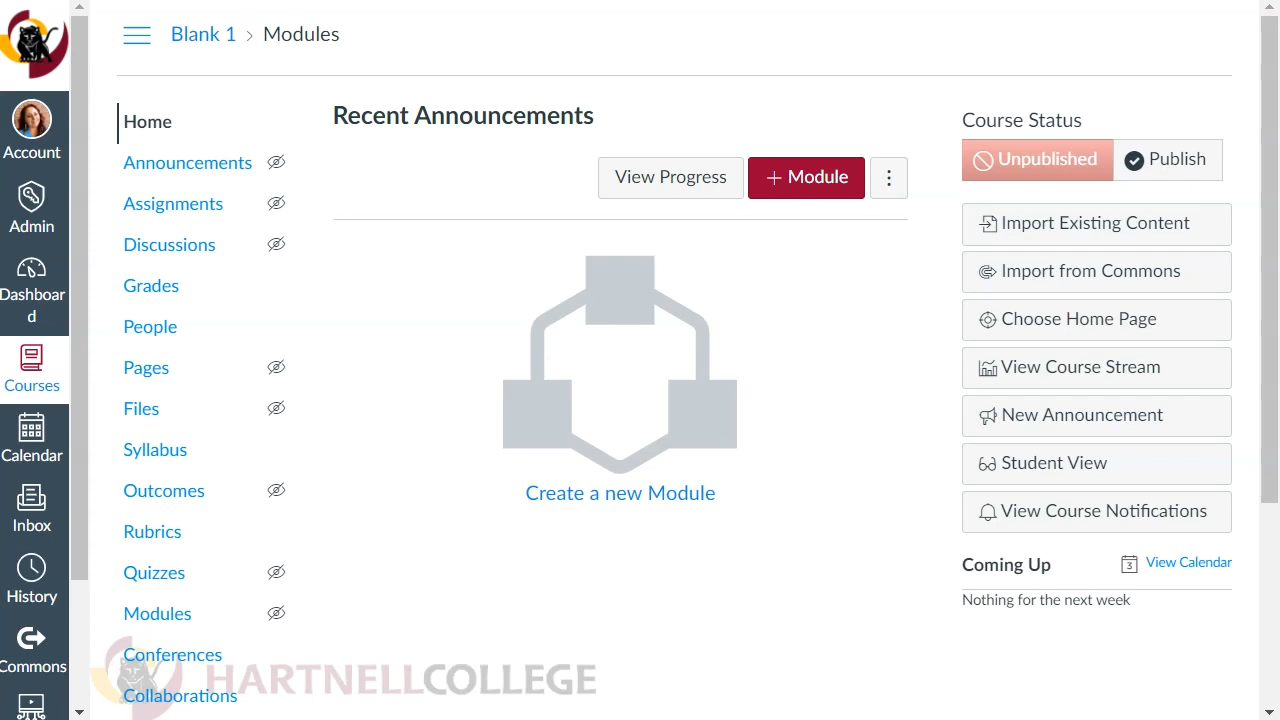 Blank 1 > Modules
Account
Admin
Dashboar
d
Courses
Calendar
Inbox
History
Commons
Home
Announcements
Assignments
Discussions
Grades
People
Pages
Files
Syllabus
Outcomes
Rubrics
Quizzes
Modules
Conferences
Collaborations
Recent Announcements
View Progress
+ Module
Create a new Module
HARTNELLCOLLEGE
Course Status
Unpublished
Publish
Import Existing Content
Import from Commons
Choose Home Page
View Course Stream
New Announcement
Student View
View Course Notifications
Coming Up
3
View Calendar
Nothing for the next week